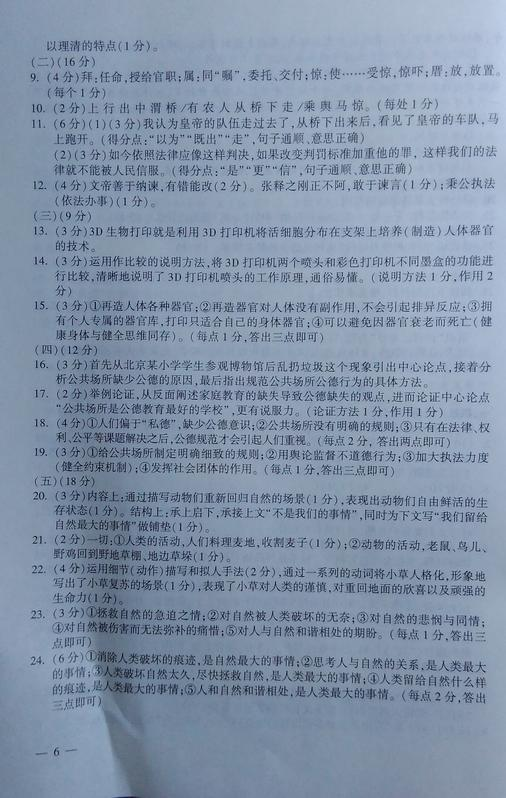 以理清的特点(1分)。
(二)(16分)
9. (4分)拜:任命,授给官职;属:同“嘱”,委托、交付;惊:使……受惊,惊吓;厝:放,放置。
(每个1分)
10. (2分)上行出中渭桥/有农人从桥下走/乘舆马惊。(每处1分)
11. (6分)(1)(3分)我认为皇帝的队伍走过去了,从桥下出来后,看见了皇帝的车队,马
上跑开。(得分点:“以为”“既出”“走”,句子通顺、意思正确)
(2)(3分)如今依照法律应像这样判决,如果改变判罚标准加重他的罪,这样我们的法
律就不能被人民信服。(得分点:“是”“更”“信”,句子通顺、意思正确)
12. (4分)文帝善于纳谏,有错能改(2分)。张释之刚正不阿,敢于谏言(1分);秉公执法
(依法办事)(1分)。
(三)(9分)
13. (3分)3D生物打印就是利用3D打印机将活细胞分布在支架上培养(制造)人体器官
的技术。
14. (3分)运用作比较的说明方法,将3D打印机两个喷头和彩色打印机不同墨盒的功能进
行比较,清晰地说明了3D打印机喷头的工作原理,通俗易懂。(说明方法1分,作用2
分)
15. (3分)①再造人体各种器官;②再造器官对人体没有副作用,不会引起排异反应;③拥
有个人专属的器官库,打印只适合自己的身体器官;④可以避免因器官衰老而死亡(健
康身体与健全思维同存)。(每点1分,答出三点即可)
(四)(12分)
16. (3分)首先从北京某小学学生参观博物馆后乱扔垃圾这个现象引出中心论点,接着分
析公共场所缺少公德的原因,最后指出规范公共场所公德行为的具体方法。
17. (2分)举例论证,从反面阐述家庭教育的缺失导致公德缺失的观点,进而论证中心论点
“公共场所是公德教育最好的学校”,更有说服力。(论证方法1分,作用1分)
18. (4分)①人们偏于“私德”,缺少公德意识;②公共场所没有明确的规则;③只有在法律、权
利、公平等课题解决之后,公德规范才会引起人们重视。(每点2分,答出两点即可)
19. (3分)①给公共场所制定明确细致的规则;②用舆论监督不道德行为;③加大执法力度
(健全约束机制);④发挥社会团体的作用。(每点1分,答出三点即可)
(五)(18分)
20. (3分)内容上:通过描写动物们重新回归自然的场景(1分),表现出动物们自由鲜活的生
存状态(1分)。结构上:承上启下,承接上文“不是我们的事情”,同时为下文写“我们留给
自然最大的事情”做铺垫(1分)。
21. (2分)一切:①人类的活动,人们料理麦地,收割麦子(1分);②动物的活动,老鼠、鸟儿、
野鸡回到野地草棚、地边草垛(1分)。
22. (4分)运用细节(动作)描写和拟人手法(2分),通过一系列的动词将小草人格化,形象地
写出了小草复苏的场景(1分),表现了小草对人类的谨慎,对重回地面的欣喜以及顽强的
生命力(1分)。
23. (3分)①拯救自然的急迫之情;②对自然被人类破坏的无奈;③对自然的悲悯与同情;
④对自然被伤害而无法弥补的痛惜;⑤对人与自然和谐相处的期盼。(每点1分,答出三
点即可)
24. (6分)①消除人类破坏的痕迹,是自然最大的事情;②思考人与自然的关系,是人类最大
的事情;③人类破坏自然太久,尽快拯救自然,是人类最大的事情;④人类留给自然什么样
的痕迹,是人类最大的事情;⑤人和自然和谐相处,是人类最大的事情。(每点2分,答出
三点即可)
— 6 —